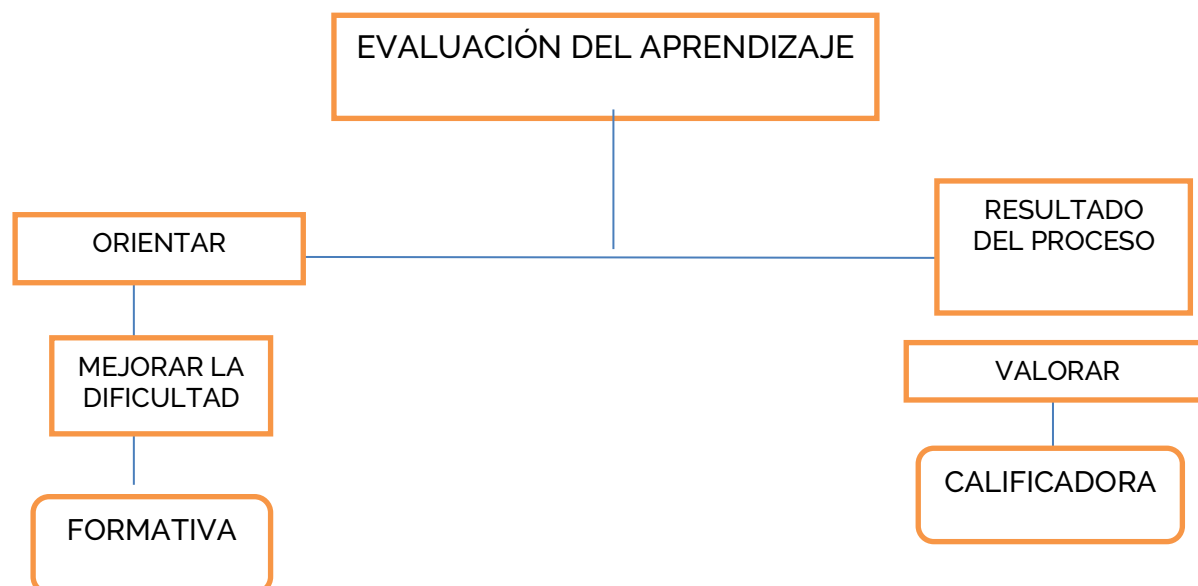 EVALUACIÓN DEL APRENDIZAJE
ORIENTAR
MEJORAR LA
DIFICULTAD
FORMATIVA
RESULTADO
DEL PROCESO
VALORAR
CALIFICADORA